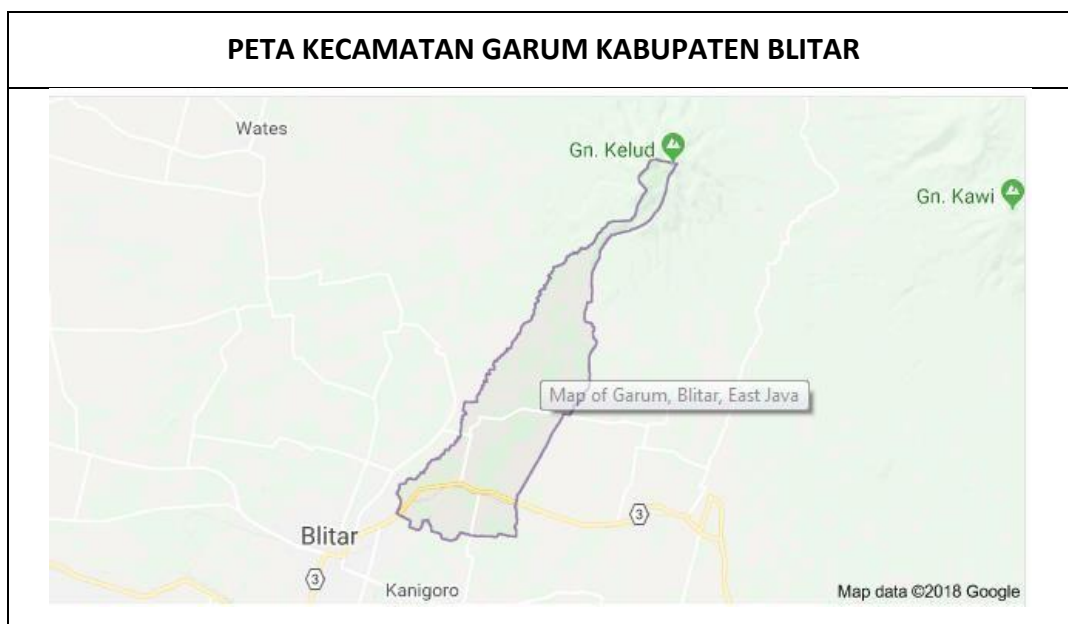 PETA KECAMATAN GARUM KABUPATEN BLITAR
Wates
Gn. Kelud
Gn. Kawi
Map of Garum, Blitar, East Java
3
Blitar
3
Kanigoro
Map data ©2018 Google